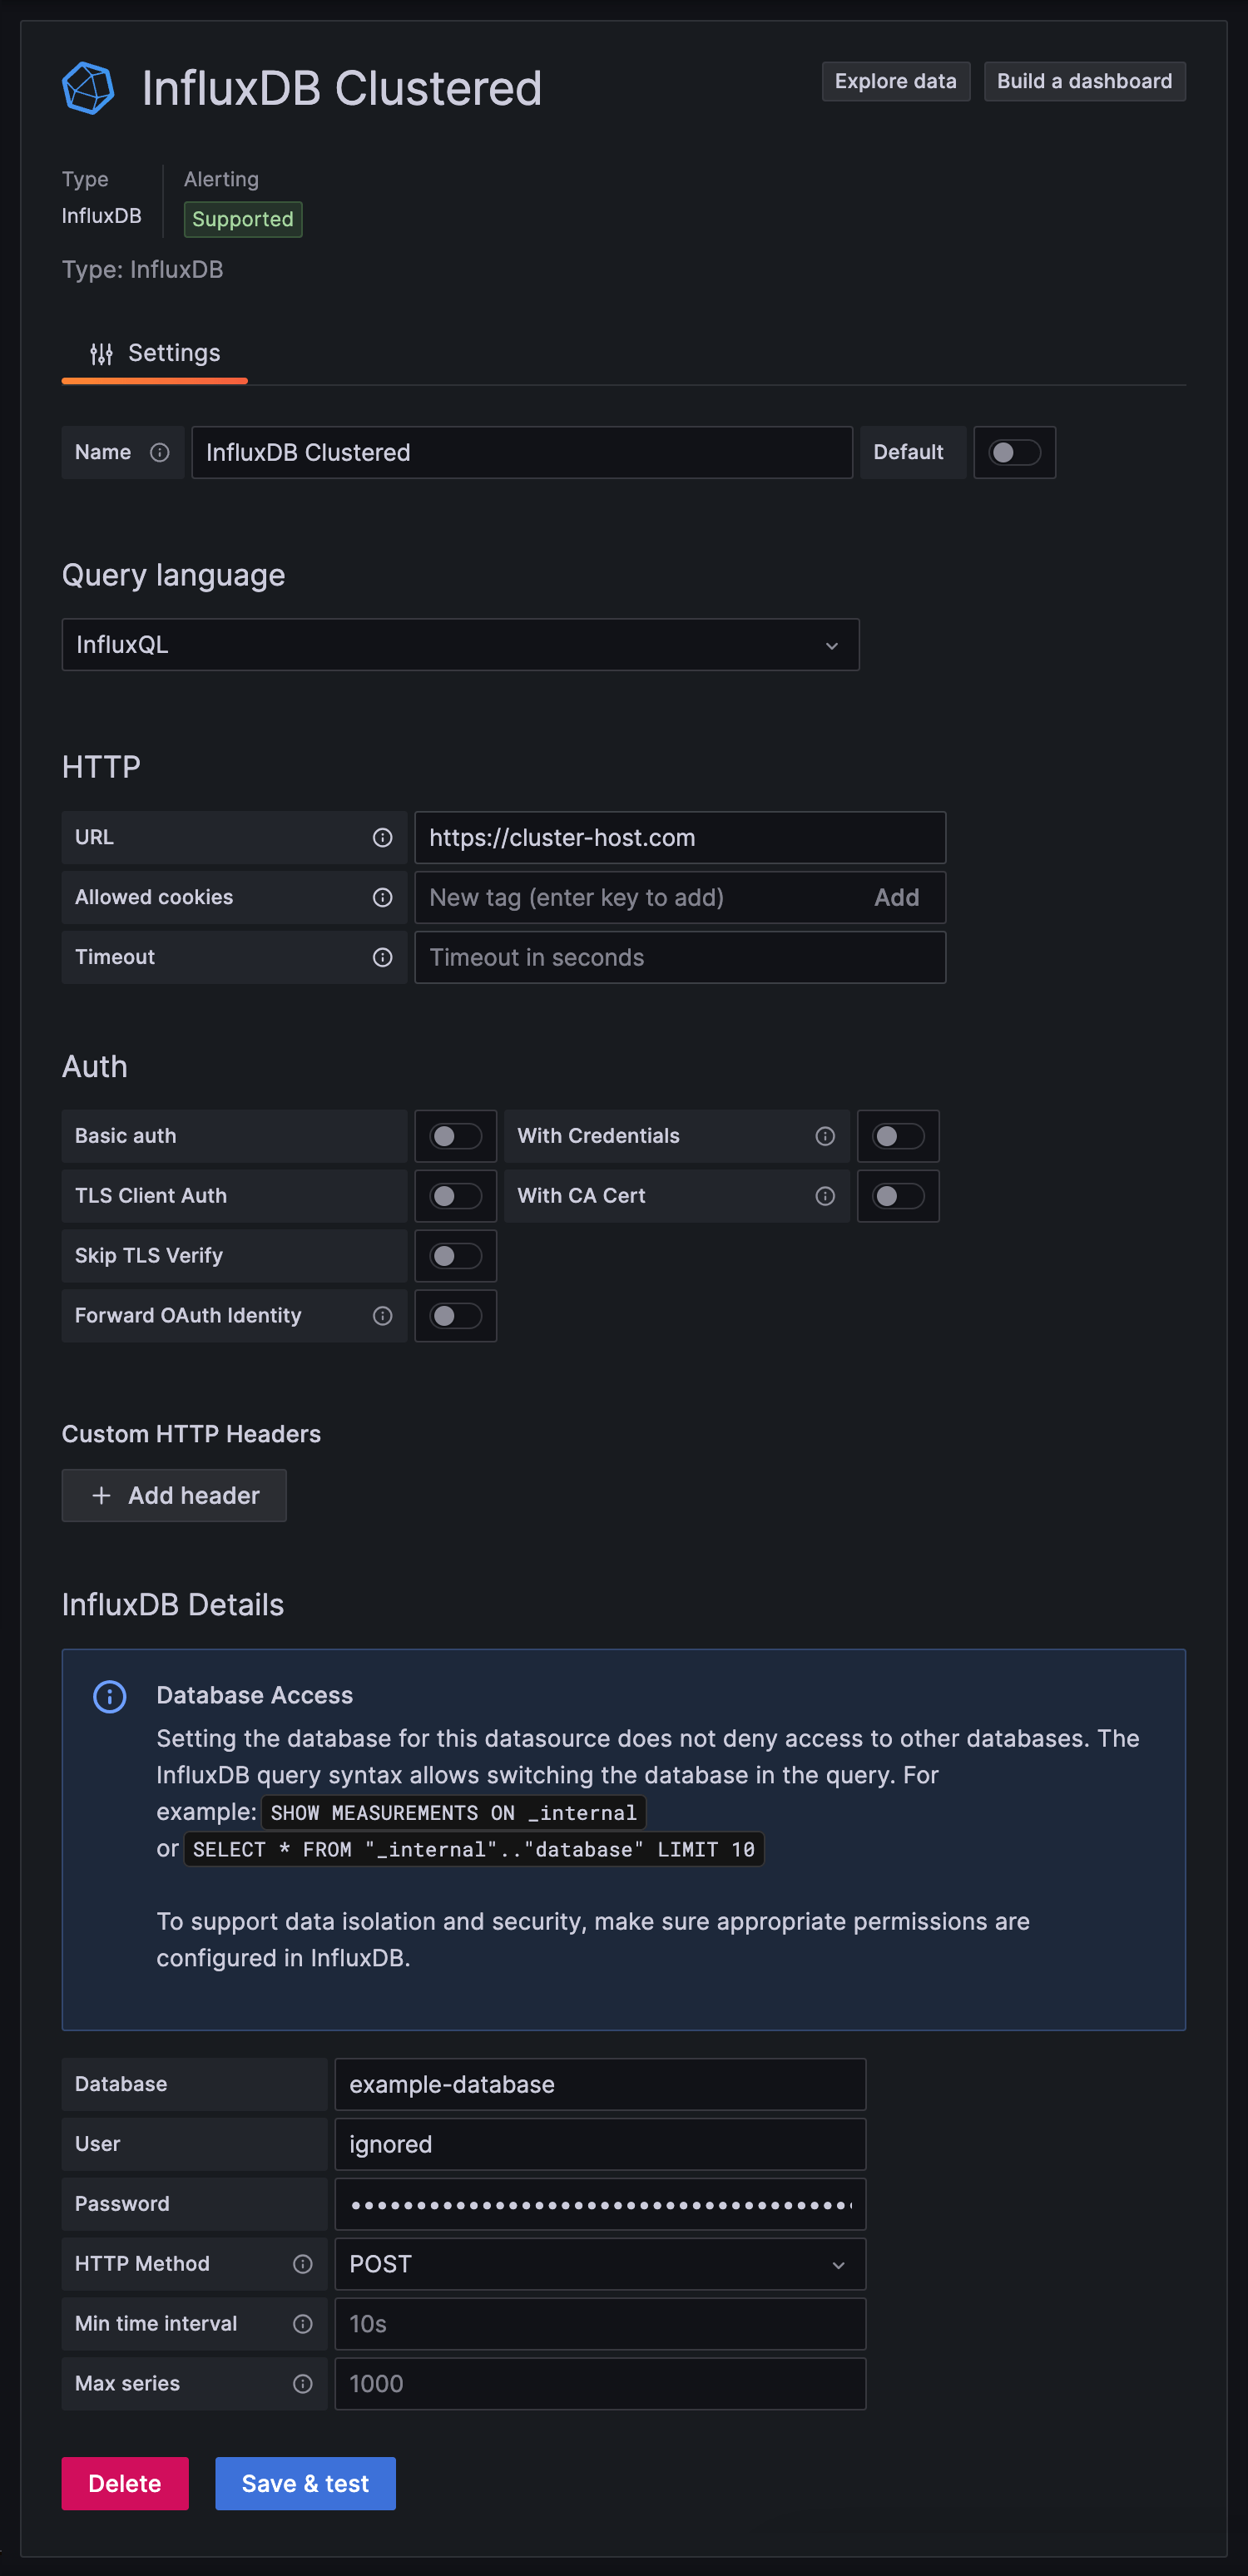 InfluxDB Clustered
Explore data
Build a dashboard
Type
Alerting
InfluxDB
Supported
Type: InfluxDB
Settings
Name
InfluxDB Clustered
Default
Query language
InfluxQL
HTTP
URL
https://cluster-host.com
Allowed cookies
New tag (enter key to add)
Add
Timeout
Timeout in seconds
Auth
Basic auth
With Credentials
TLS Client Auth
With CA Cert
Skip TLS Verify
Forward OAuth Identity
Custom HTTP Headers
+ Add header
InfluxDB Details
Database Access
Setting the database for this datasource does not deny access to other databases. The
InfluxDB query syntax allows switching the database in the query. For
example: SHOW MEASUREMENTS ON _internal
or SELECT * FROM "_internal".."database" LIMIT 10
To support data isolation and security, make sure appropriate permissions are
configured in InfluxDB.
Database
example-database
User
ignored
Password
HTTP Method
POST
Min time interval
10s
Max series
1000
Delete
Save & test